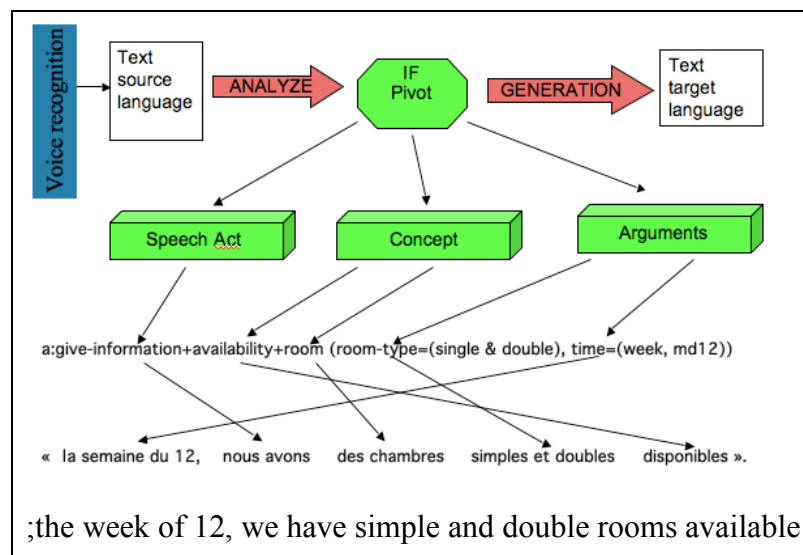 Voice recognition
Text
source
language
ANALYZE
IF
Pivot
GENERATION
Text
target
language
Speech Act
Concept
Arguments
a:give-information+availability+room (room-type=(single & double), time=(week, md12))
« la semaine du 12, nous avons des chambres simples et doubles disponibles ».
;the week of 12, we have simple and double rooms available